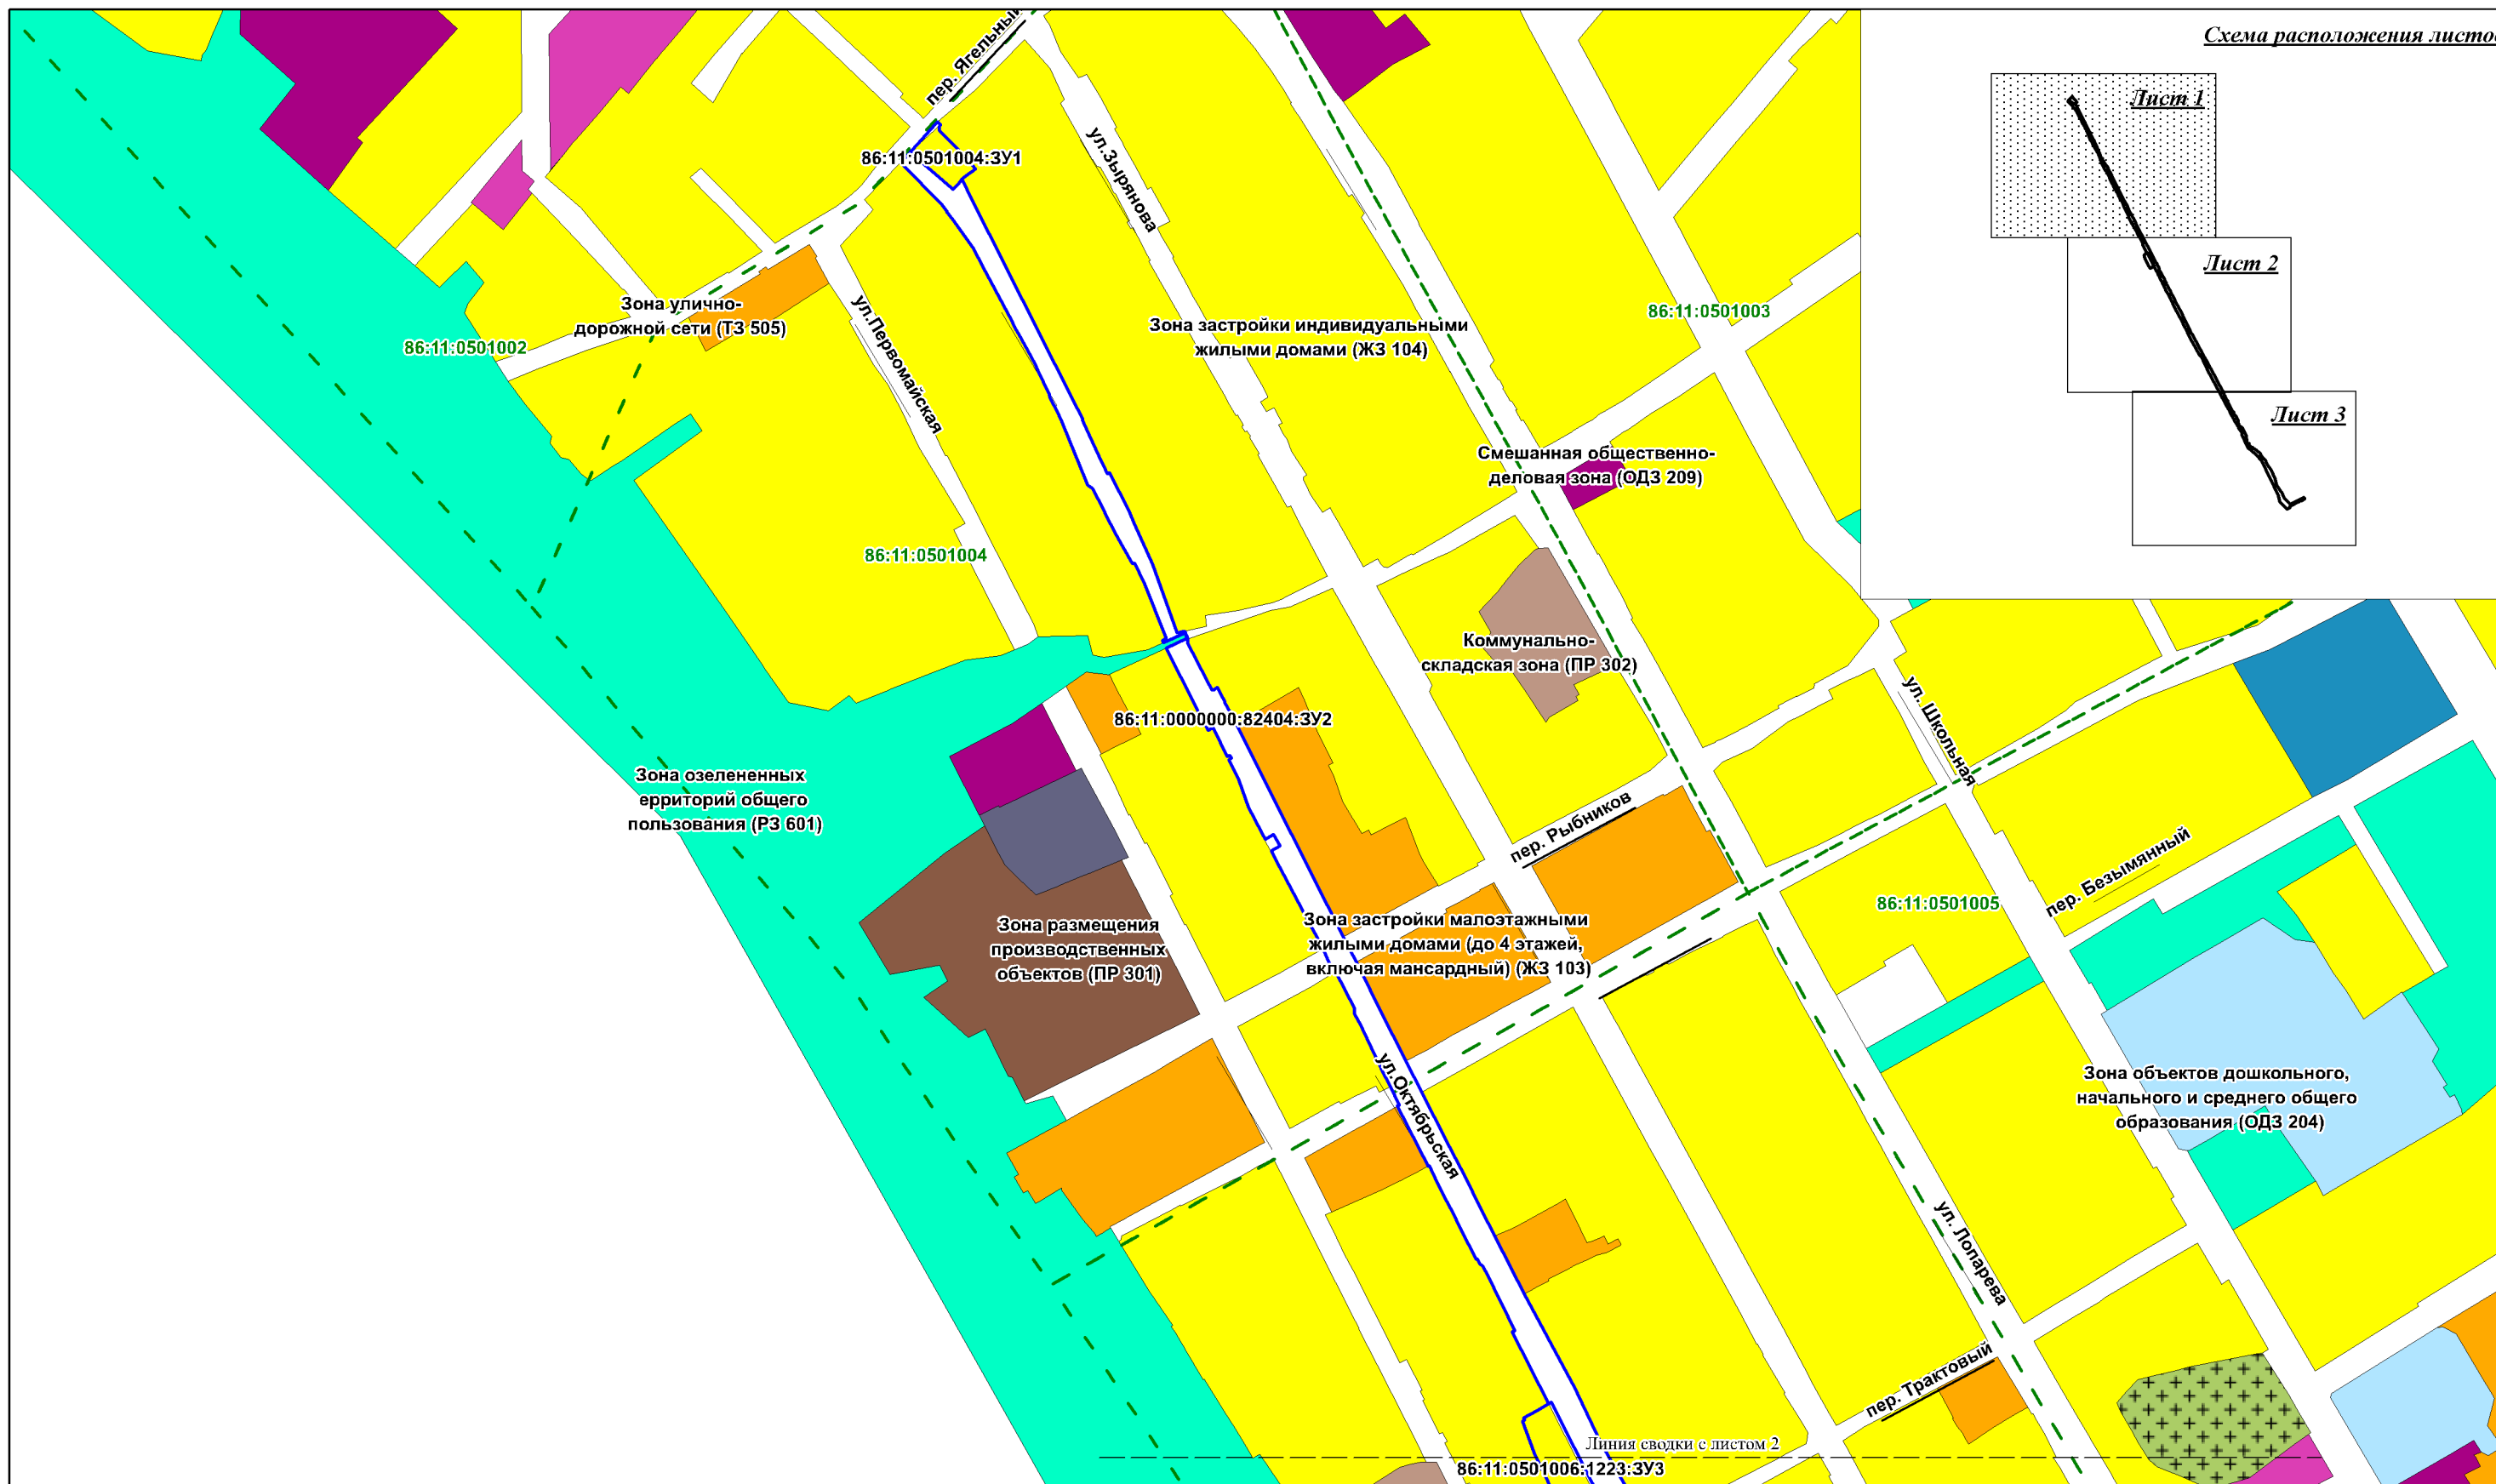 Схема расположения листов
Лист 1
Лист 2
Лист 3
пер. Ягельный
86:11:0501004:ЗУ1
ул.Зырянова
Зона улично-
дорожной сети (ТЗ 505)
86:11:0501002
ул.Первомайская
Зона застройки индивидуальными
жилыми домами (ЖЗ 104)
86:11:0501003
Смешанная общественно-
деловая зона (ОДЗ 209)
86:11:0501004
Коммунально-
складская зона (ПР 302)
86:11:0000000:82404:ЗУ2
ул. Школьная
Зона озелененных
ерриторий общего
пользования (РЗ 601)
пер. Рыбников
пер. Безымянный
86:11:0501005
Зона размещения
производственных
объектов (ПР 301)
Зона застройки малоэтажными
жилыми домами (до 4 этажей,
включая мансардный) (ЖЗ 103)
ул.Октябрьская
Зона объектов дошкольного,
начального и среднего общего
образования (ОДЗ 204)
ул. Лопарева
пер. Трактовый
Линия сводки с листом 2
86:11:0501006:1223:ЗУ3